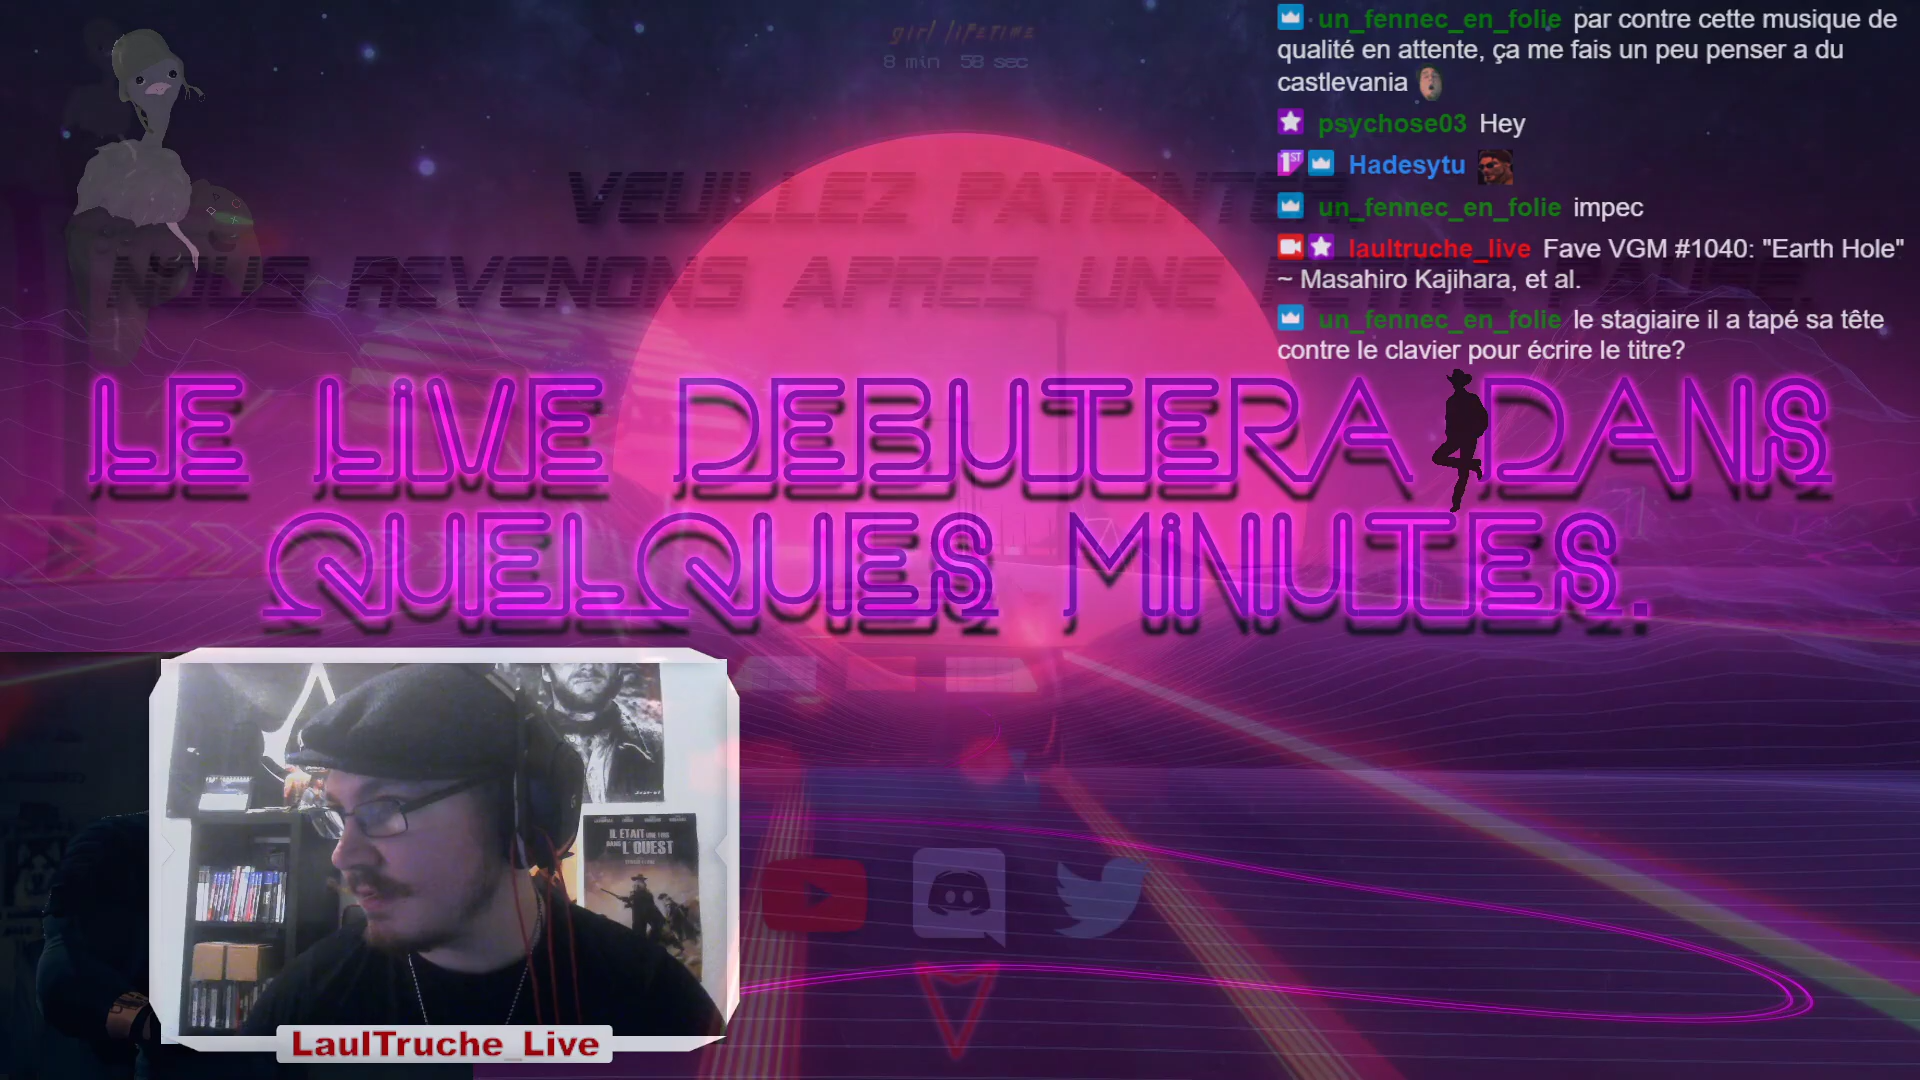 girl lifetime
8 min 58 sec
un_fennec_en_folie par contre cette musique de
qualité en attente, ça me fais un peu penser a du
castlevania
psychose03 Hey
1ST Hadesytu
un_fennec_en_folie impec
laultruche_live Fave VGM #1040: "Earth Hole"
~ Masahiro Kajihara, et al.
un_fennec_en_folie le stagiaire il a tapé sa tête
contre le clavier pour écrire le titre?
VEUILLEZ PATIENTER
NOUS REVENONS APRES UNE PETITE PAUSE.
LE LIVE DEBUTERA DANS
QUELQUES MINUTES.
IL ETAIT UNE FOIS
DANS L'OUEST
LaulTruche_Live